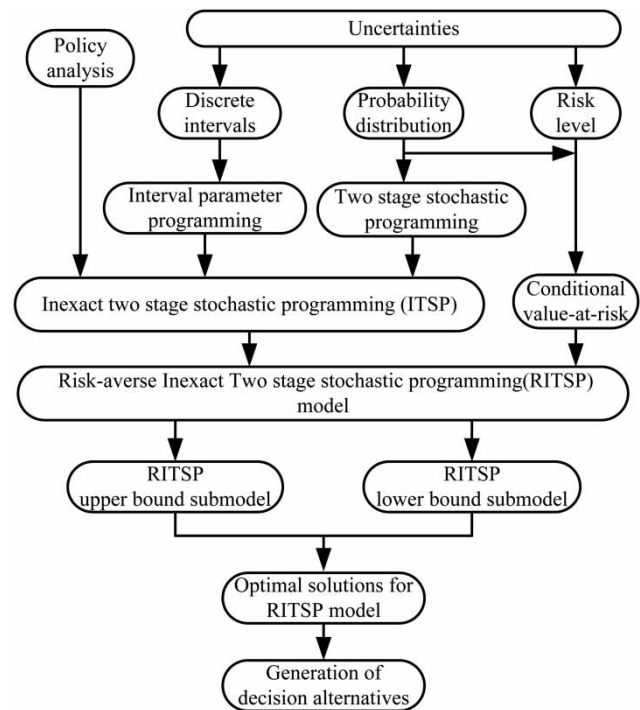 Uncertainties
Policy
analysis
Discrete
intervals
Probability
distribution
Risk
level
Interval parameter
programming
Two stage stochastic
programming
Inexact two stage stochastic programming (ITSP)
Conditional
value-at-risk
Risk-averse Inexact Two stage stochastic programming(RITSP)
model
RITSP
upper bound submodel
RITSP
lower bound submodel
Optimal solutions for
RITSP model
Generation of
decision alternatives